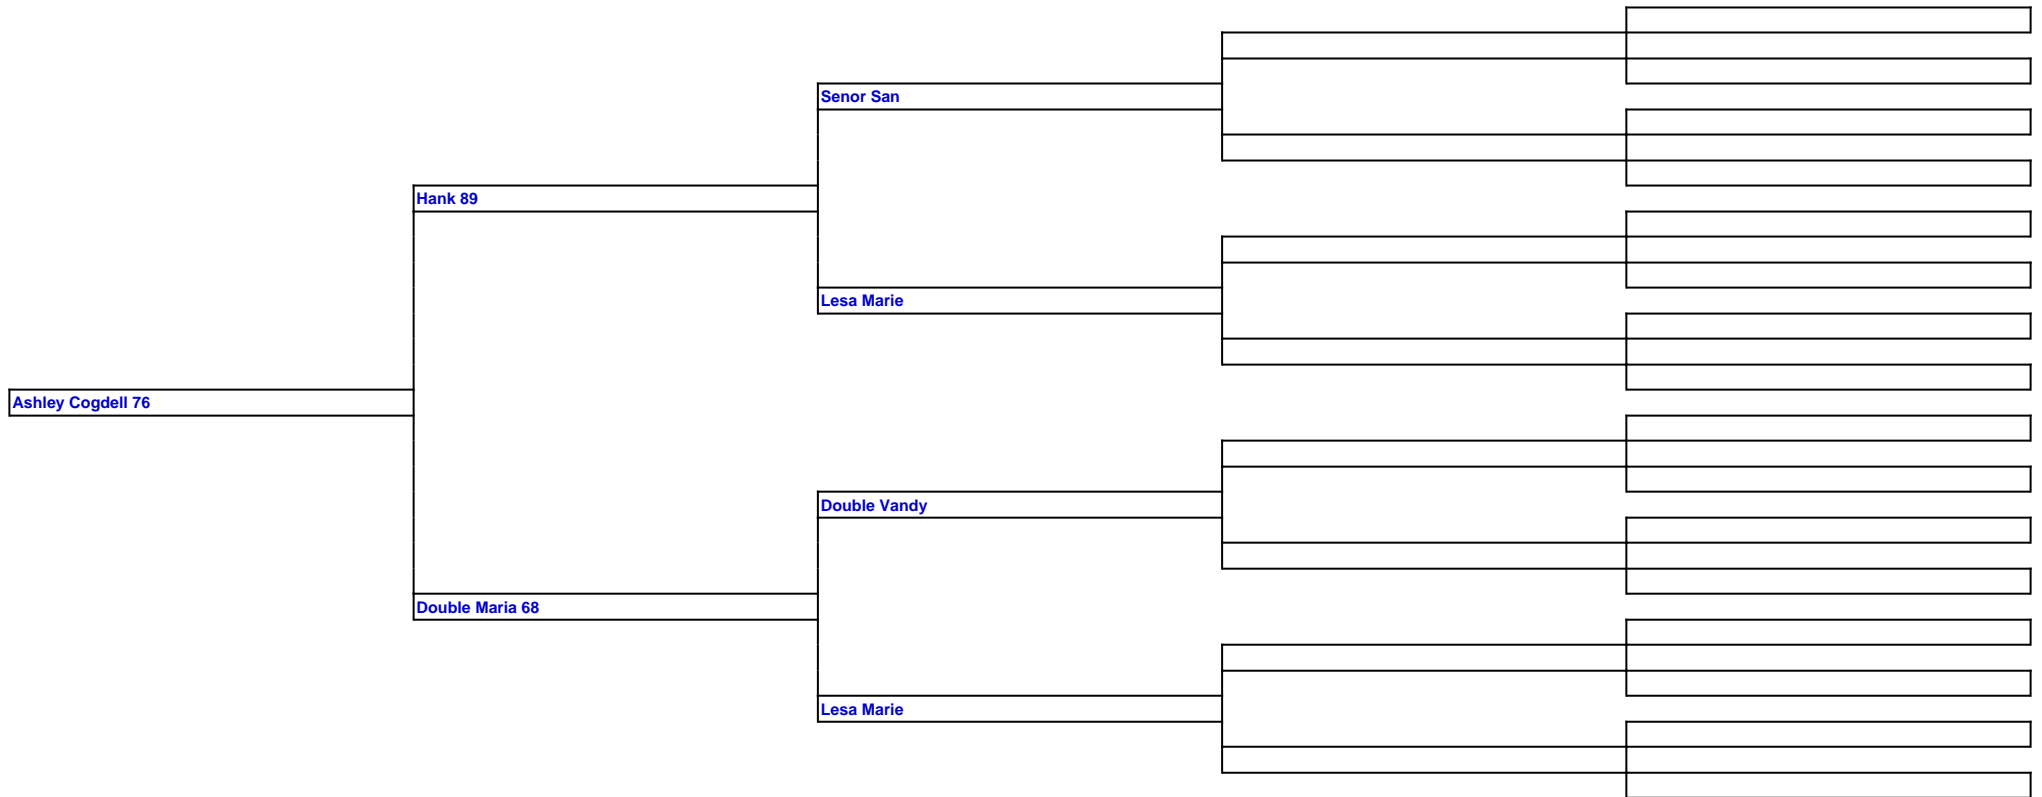 Senor San
Hank 89
Lesa Marie
Ashley Cogdell 76
Double Vandy
Double Maria 68
Lesa Marie